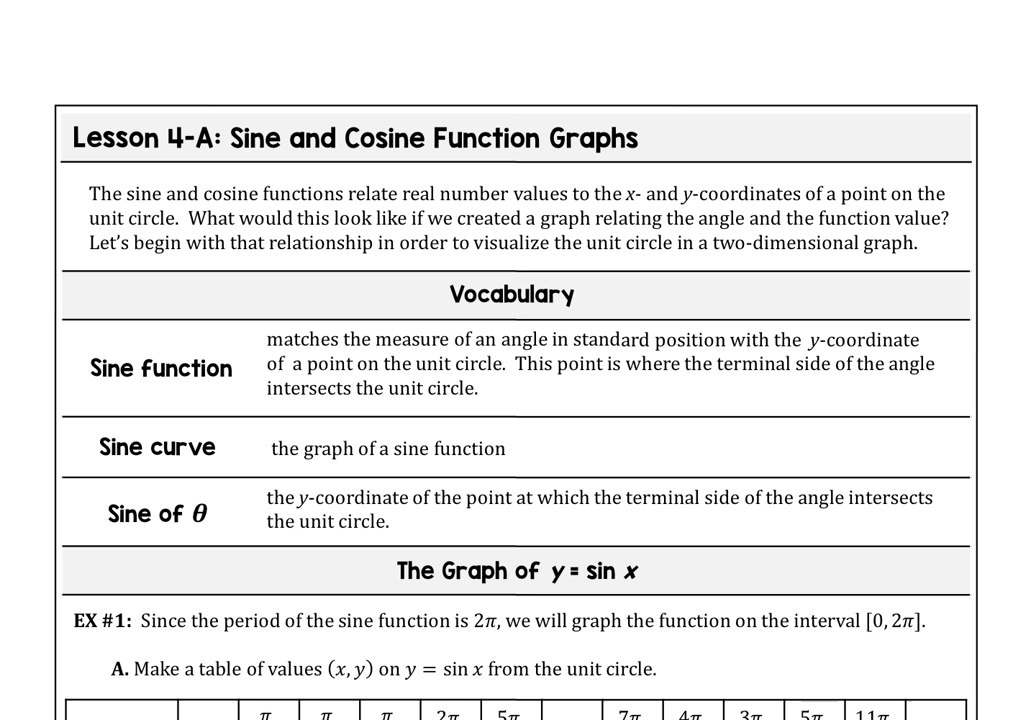 Lesson 4-A: Sine and Cosine Function Graphs
The sine and cosine functions relate real number values to the x- and y-coordinates of a point on the
unit circle.  What would this look like if we created a graph relating the angle and the function value?
Let’s begin with that relationship in order to visualize the unit circle in a two-dimensional graph.
Vocabulary
Sine function
matches the measure of an angle in standard position with the y-coordinate
of a point on the unit circle.  This point is where the terminal side of the angle
intersects the unit circle.
Sine curve
the graph of a sine function
Sine of θ
the y-coordinate of the point at which the terminal side of the angle intersects
the unit circle.
The Graph of y = sin x
EX #1:  Since the period of the sine function is 2π, we will graph the function on the interval [0, 2π].
A. Make a table of values (x, y) on y = sin x from the unit circle.
π π π 2π 5π 7π 4π 3π 5π 11π